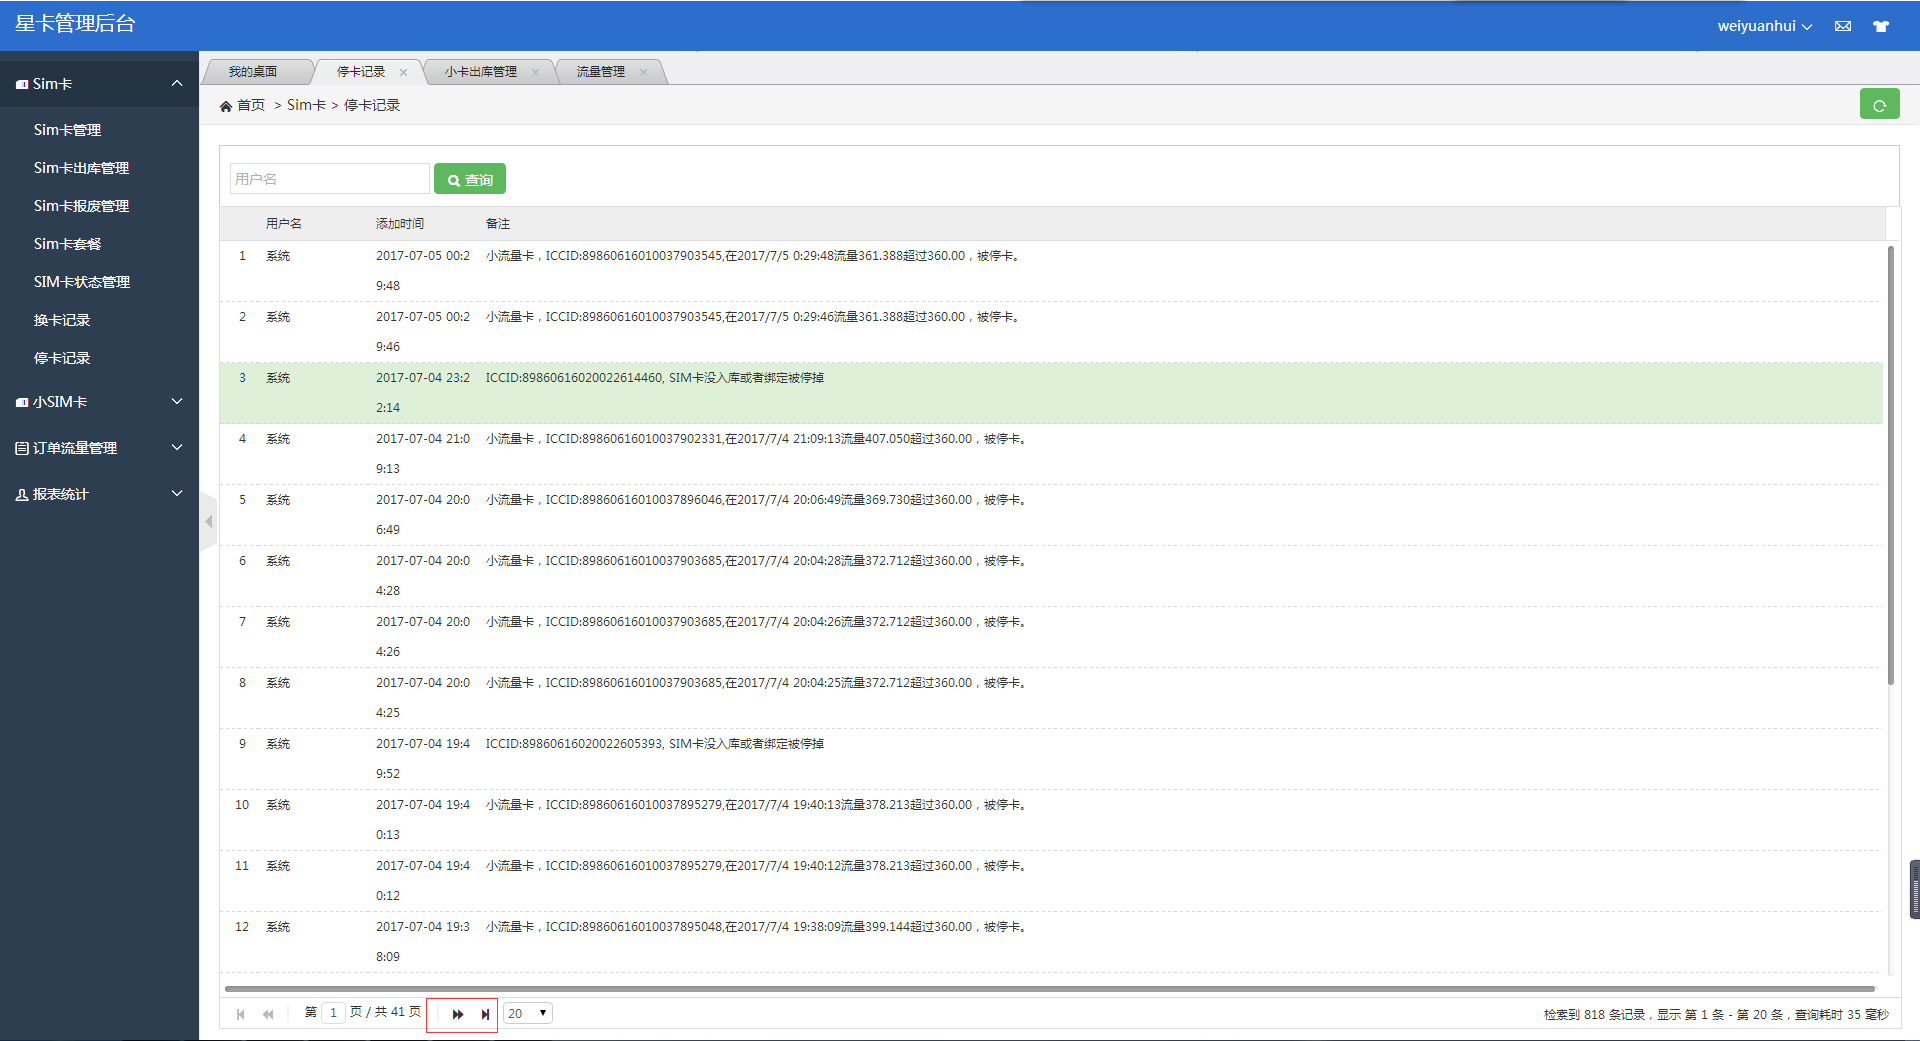 星卡管理后台
weiyuanhui
Sim卡
Sim卡管理
Sim卡出库管理
Sim卡报废管理
Sim卡套餐
SIM卡状态管理
换卡记录
停卡记录
小SIM卡
订单流量管理
报表统计
我的桌面 停卡记录 小卡出库管理 流量管理
首页 > Sim卡 > 停卡记录
用户名 查询
用户名 添加时间 备注
1 系统 2017-07-05 00:2 小流量卡，ICCID:89860616010037903545,在2017/7/5 0:29:48流量361.388超过360.00，被停卡。
9:48
2 系统 2017-07-05 00:2 小流量卡，ICCID:89860616010037903545,在2017/7/5 0:29:46流量361.388超过360.00，被停卡。
9:46
3 系统 2017-07-04 23:2 ICCID:89860616020022614460, SIM卡没入库或者绑定被停掉
2:14
4 系统 2017-07-04 21:0 小流量卡，ICCID:89860616010037902331,在2017/7/4 21:09:13流量407.050超过360.00，被停卡。
9:13
5 系统 2017-07-04 20:0 小流量卡，ICCID:89860616010037896046,在2017/7/4 20:06:49流量369.730超过360.00，被停卡。
6:49
6 系统 2017-07-04 20:0 小流量卡，ICCID:89860616010037903685,在2017/7/4 20:04:28流量372.712超过360.00，被停卡。
4:28
7 系统 2017-07-04 20:0 小流量卡，ICCID:89860616010037903685,在2017/7/4 20:04:26流量372.712超过360.00，被停卡。
4:26
8 系统 2017-07-04 20:0 小流量卡，ICCID:89860616010037903685,在2017/7/4 20:04:25流量372.712超过360.00，被停卡。
4:25
9 系统 2017-07-04 19:4 ICCID:89860616020022605393, SIM卡没入库或者绑定被停掉
9:52
10 系统 2017-07-04 19:4 小流量卡，ICCID:89860616010037895279,在2017/7/4 19:40:13流量378.213超过360.00，被停卡。
0:13
11 系统 2017-07-04 19:4 小流量卡，ICCID:89860616010037895279,在2017/7/4 19:40:12流量378.213超过360.00，被停卡。
0:12
12 系统 2017-07-04 19:3 小流量卡，ICCID:89860616010037895048,在2017/7/4 19:38:09流量399.144超过360.00，被停卡。
8:09
第 1 页 / 共 41 页 20 检索到 818 条记录，显示 第 1 条 - 第 20 条，查询耗时 35 毫秒